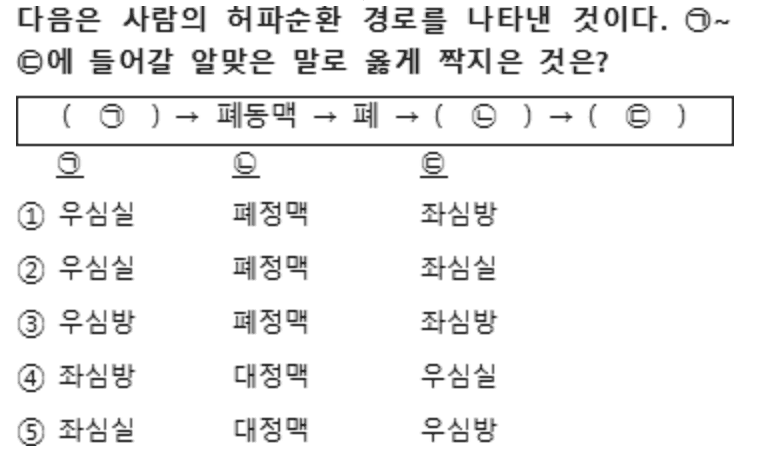 다음은 사람의 허파순환 경로를 나타낸 것이다. ㉠~
㉢에 들어갈 알맞은 말로 옳게 짝지은 것은?
( ㉠ ) → 폐동맥 → 폐 → ( ㉡ ) → ( ㉢ )
㉠ ㉡ ㉢
① 우심실 폐정맥 좌심방
② 우심실 폐정맥 좌심실
③ 우심방 폐정맥 좌심방
④ 좌심방 대정맥 우심실
⑤ 좌심실 대정맥 우심방